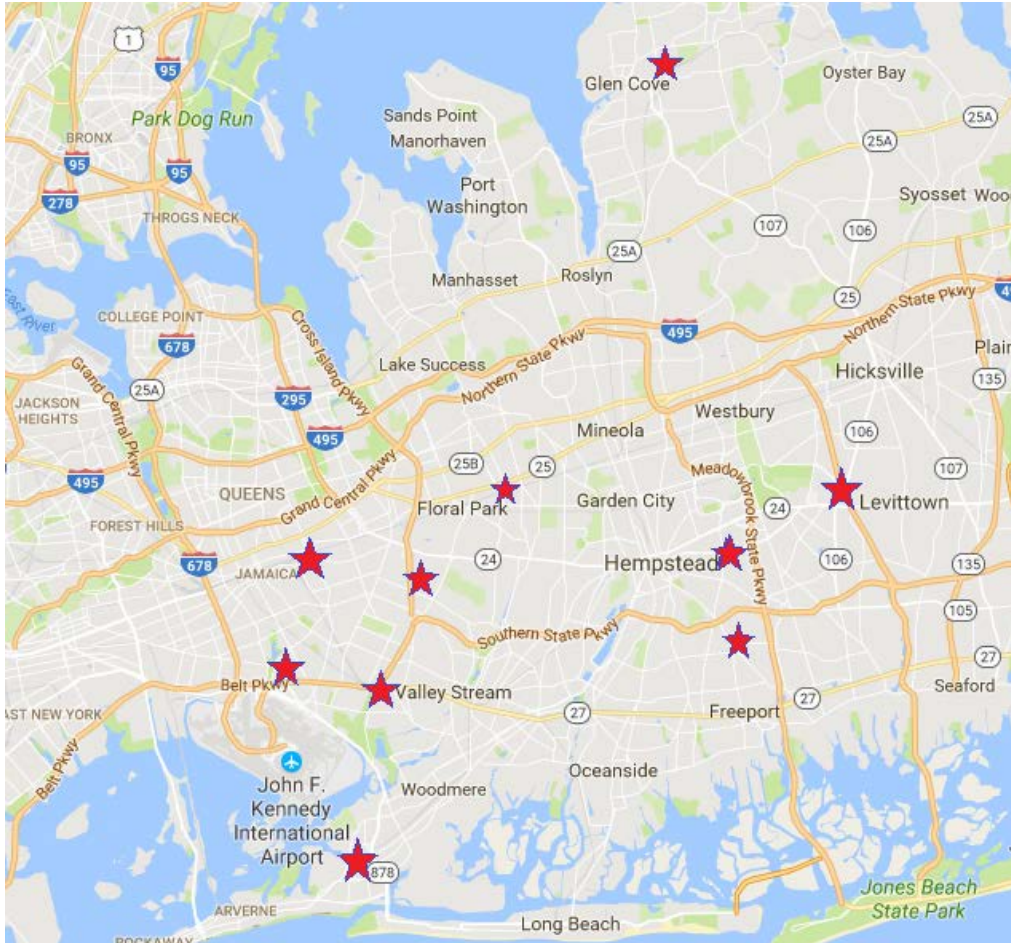 1
95
Glen Cove
Oyster Bay
Park Dog Run
Sands Point
Manorhaven
25A
BRONX
25A
95
95
Port
Washington
278
Syosset
THROGS NECK
107
106
25A
Manhasset
Roslyn
25
Northern State Pkwy
COLLEGE POINT
Cross Island Pkwy
678
495
Lake Success
Northern State Pkwy
Grand Central Pkwy
25A
295
Hicksville
135
JACKSON
HEIGHTS
Westbury
495
Mineola
106
25B
25
107
495
QUEENS
Grand Central Pkwy
Floral Park
Garden City
Meadowbrook State Pkwy
24
Levittown
FOREST HILLS
678
JAMAICA
24
Hempstead
106
135
105
Southern State Pkwy
27
Belt Pkwy
Valley Stream
27
27
Seaford
Freeport
Belt Pkwy
John F.
Kennedy
International
Airport
Woodmere
Oceanside
878
ARVERNE
Long Beach
Jones Beach
State Park